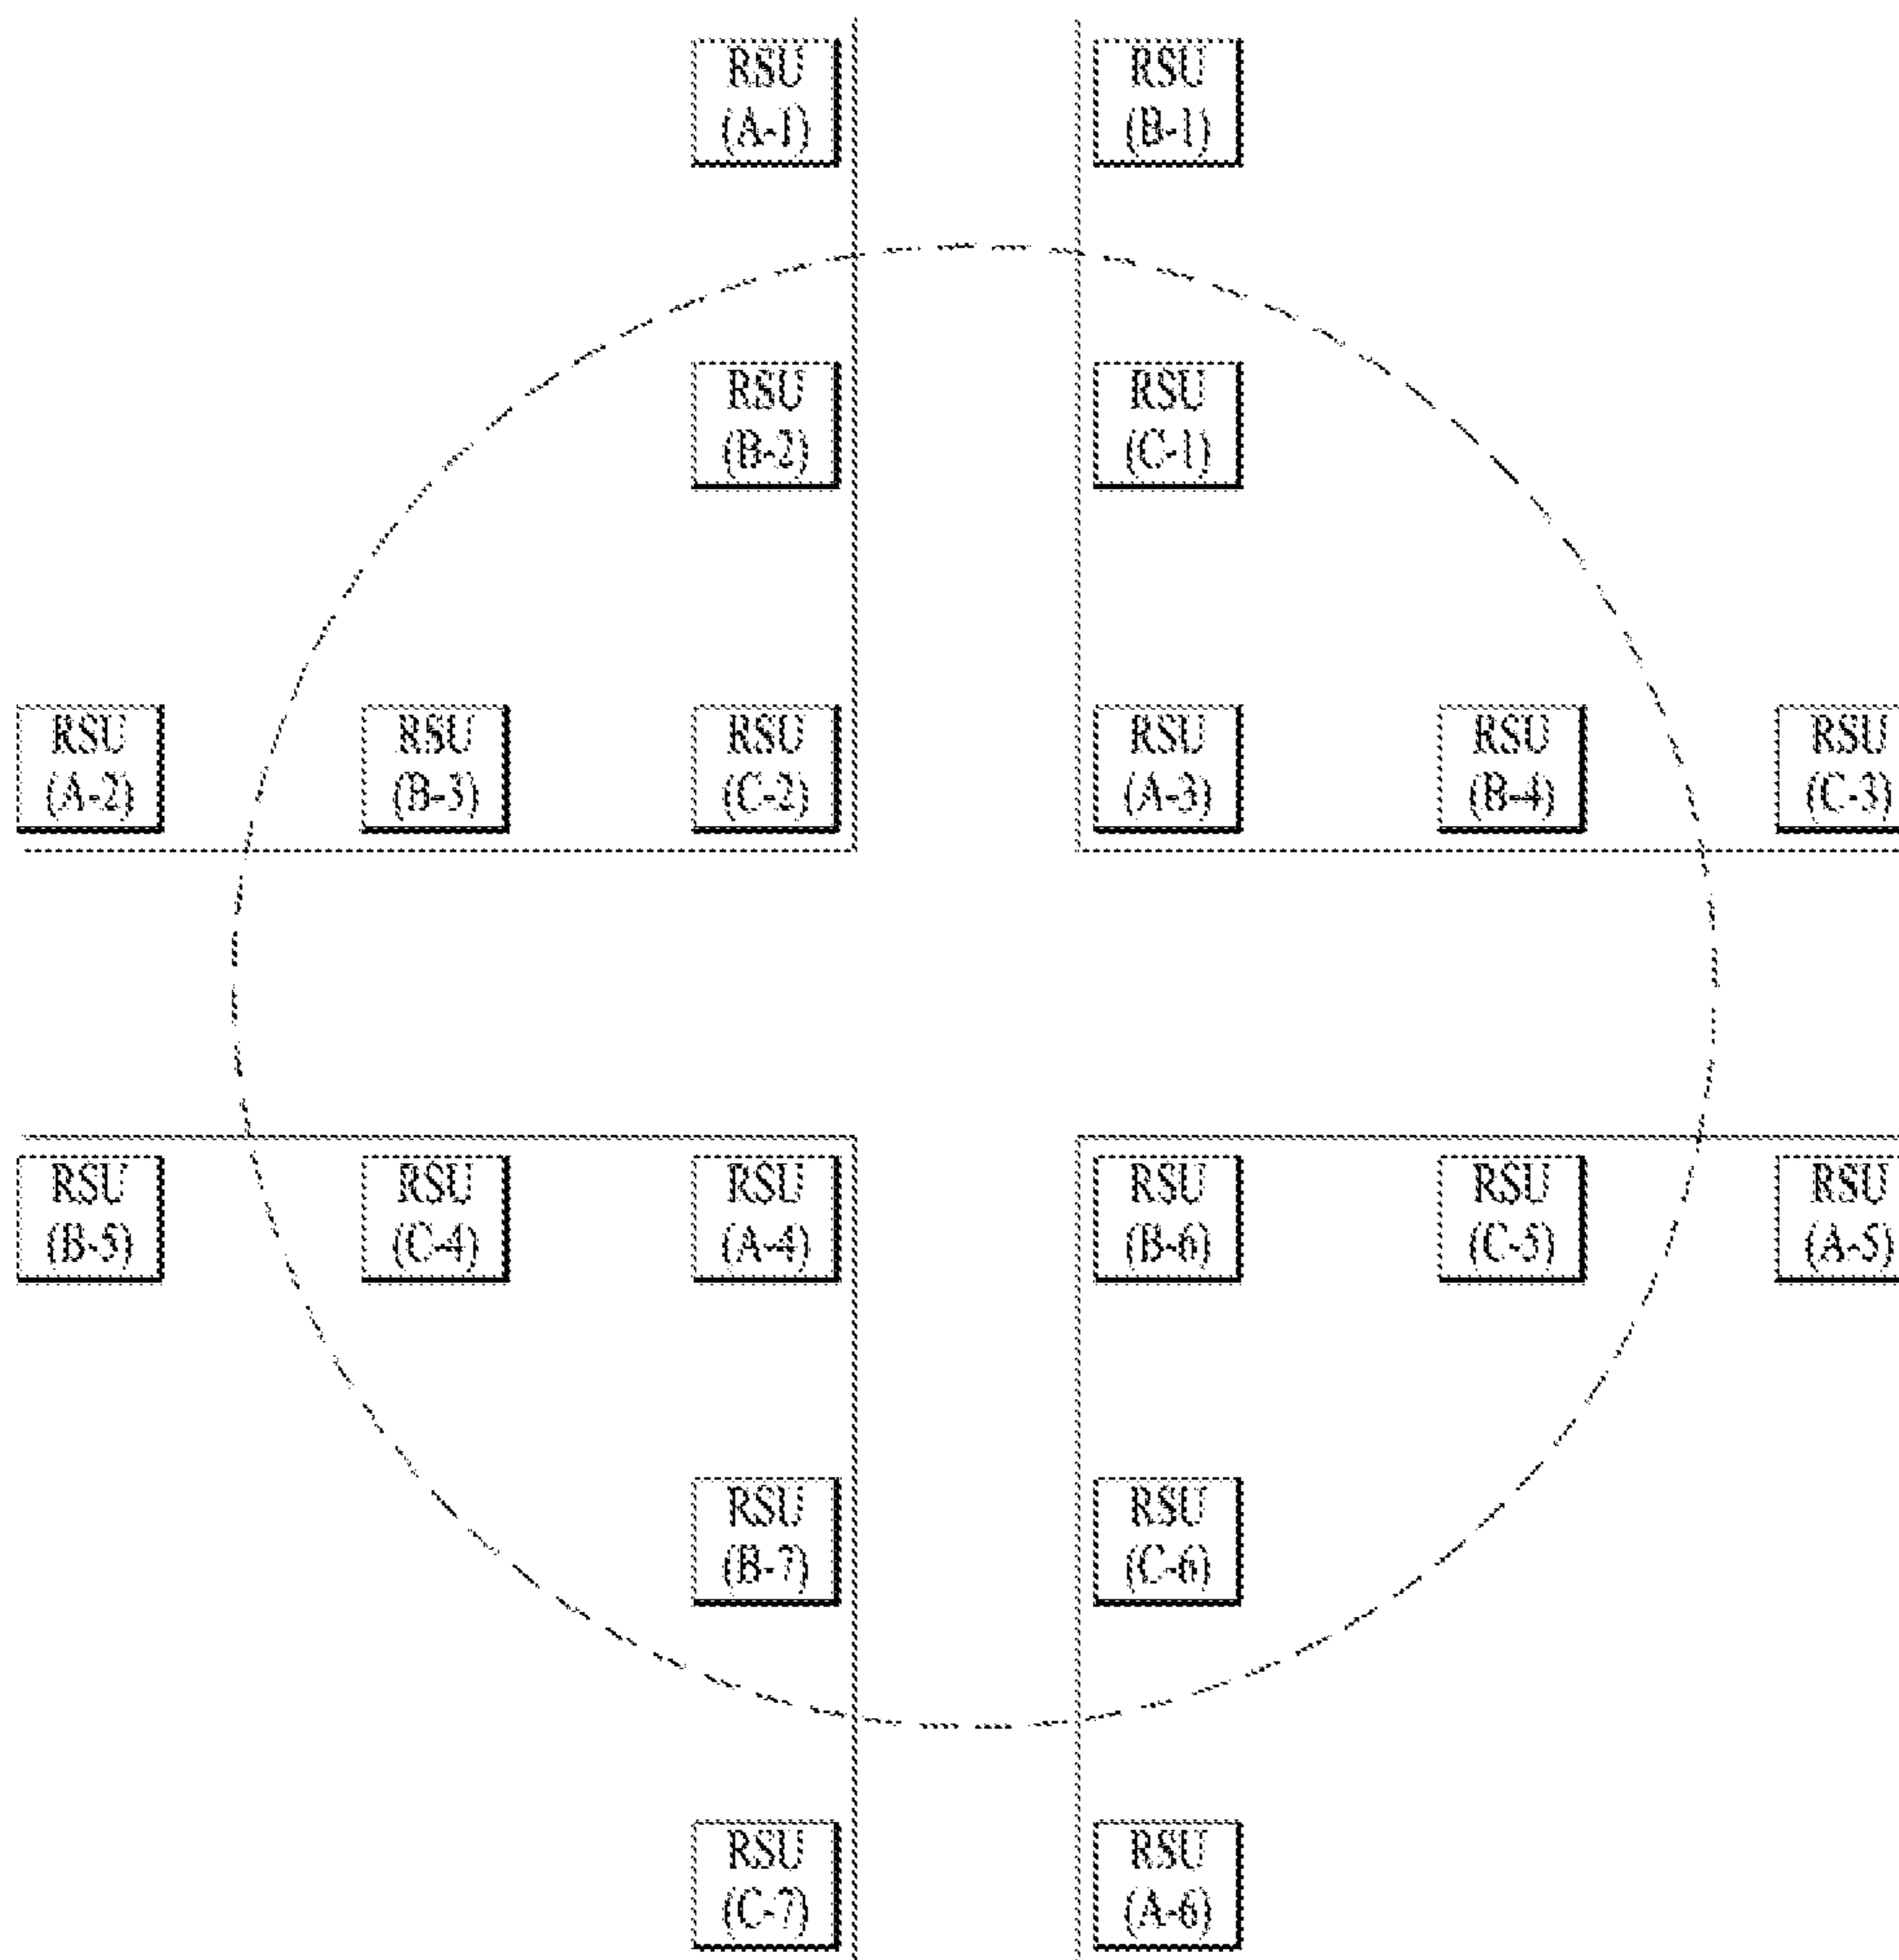 RSU
(A-1)
RSU
(B-1)
RSU
(B-2)
RSU
(C-1)
RSU
(A-2)
RSU
(B-3)
RSU
(C-2)
RSU
(A-3)
RSU
(B-4)
RSU
(C-3)
RSU
(B-5)
RSU
(C-4)
RSU
(A-4)
RSU
(B-6)
RSU
(C-5)
RSU
(A-5)
RSU
(B-7)
RSU
(C-6)
RSU
(C-7)
RSU
(A-6)